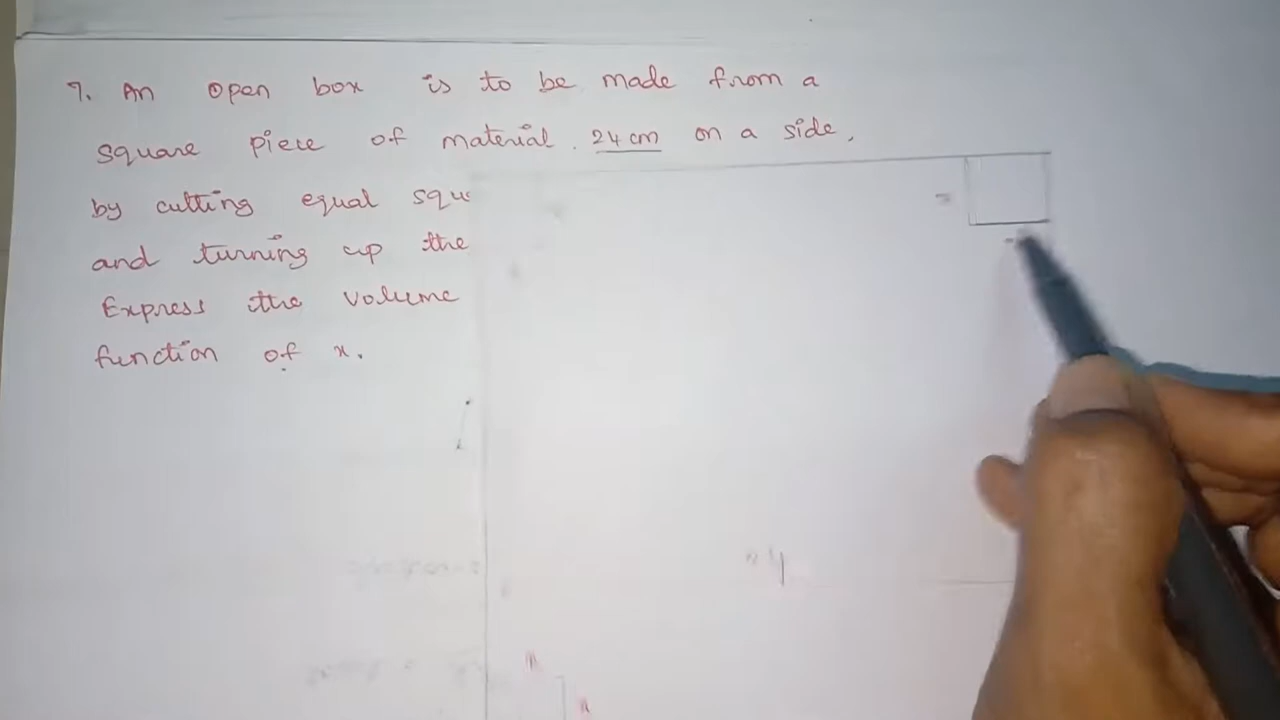 7. An open box is to be made from a
square piece of material. 24 cm on a side,
by cutting equal squ
and turning up the
Express the volume
function of x.
24